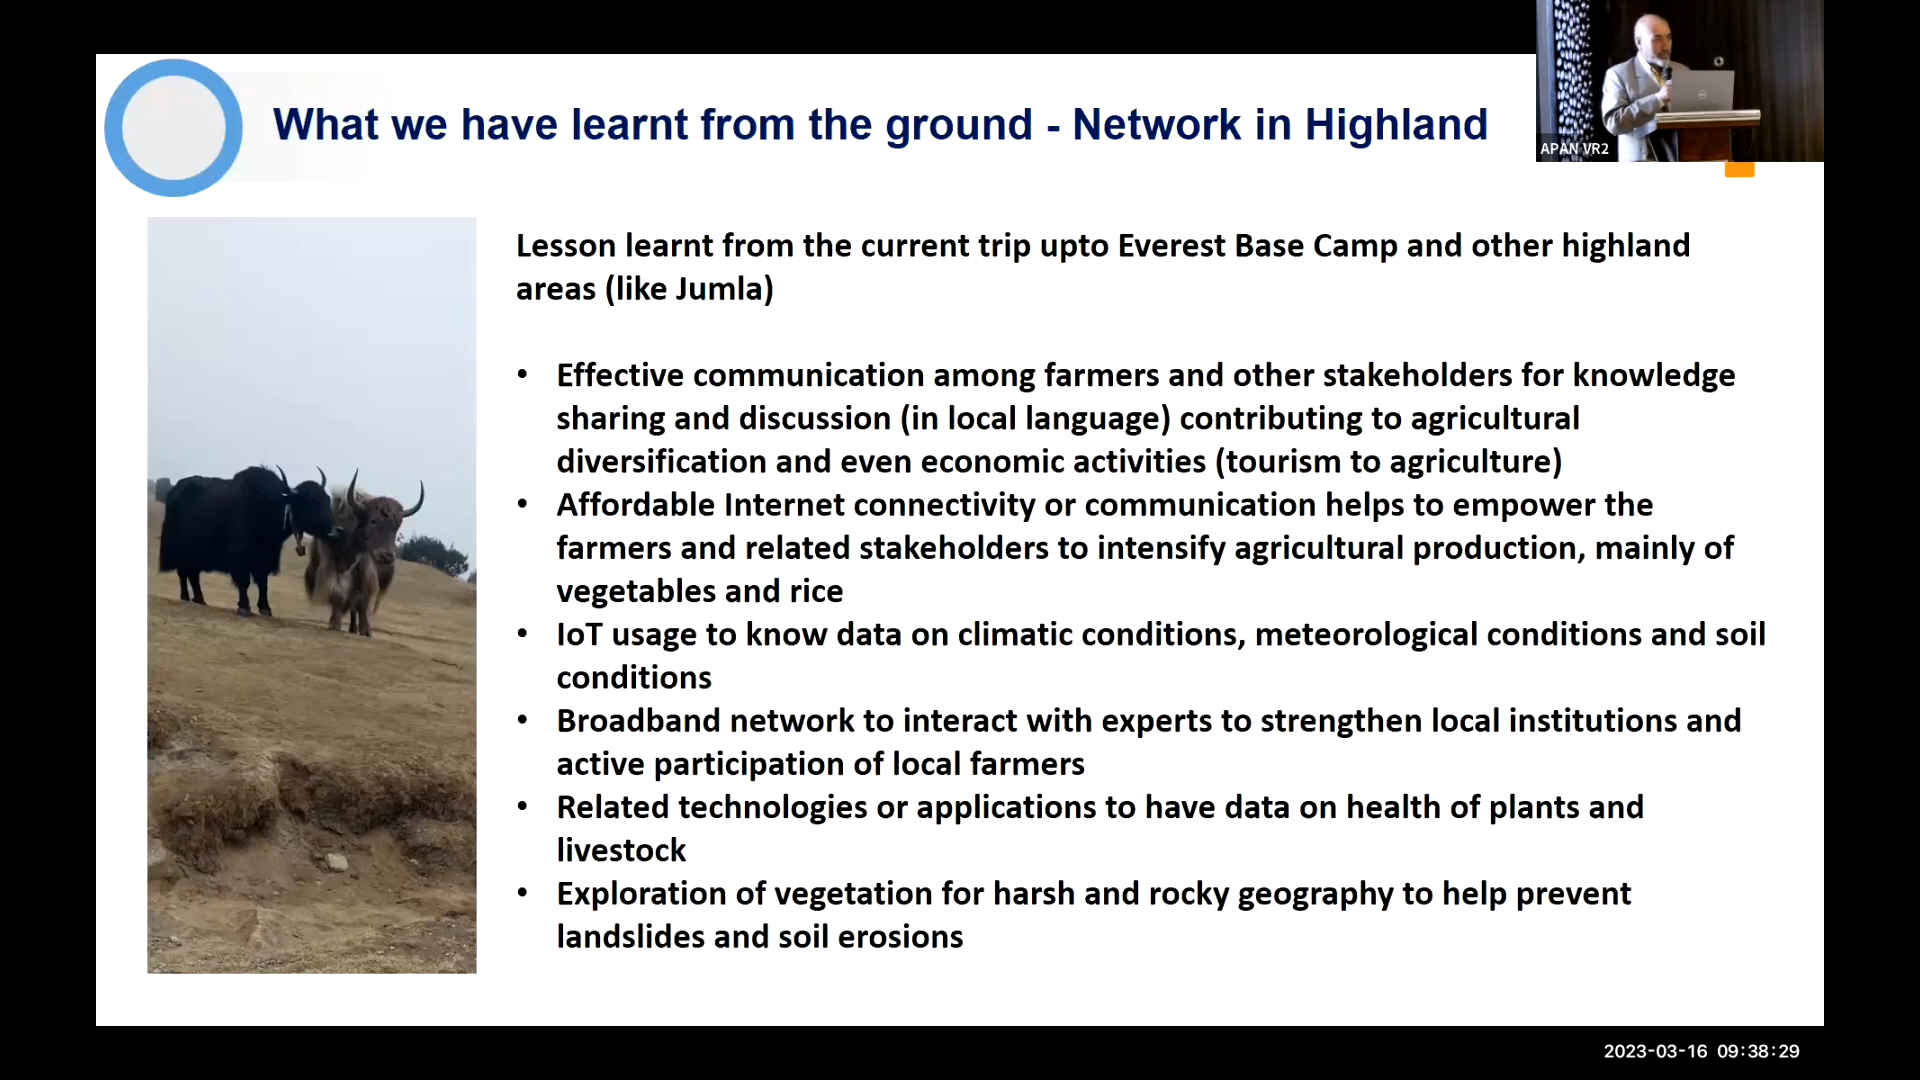 What we have learnt from the ground - Network in Highland
APAN VR2
Lesson learnt from the current trip upto Everest Base Camp and other highland
areas (like Jumla)
• Effective communication among farmers and other stakeholders for knowledge
sharing and discussion (in local language) contributing to agricultural
diversification and even economic activities (tourism to agriculture)
• Affordable Internet connectivity or communication helps to empower the
farmers and related stakeholders to intensify agricultural production, mainly of
vegetables and rice
• IoT usage to know data on climatic conditions, meteorological conditions and soil
conditions
• Broadband network to interact with experts to strengthen local institutions and
active participation of local farmers
• Related technologies or applications to have data on health of plants and
livestock
• Exploration of vegetation for harsh and rocky geography to help prevent
landslides and soil erosions
2023-03-16 09:38:29